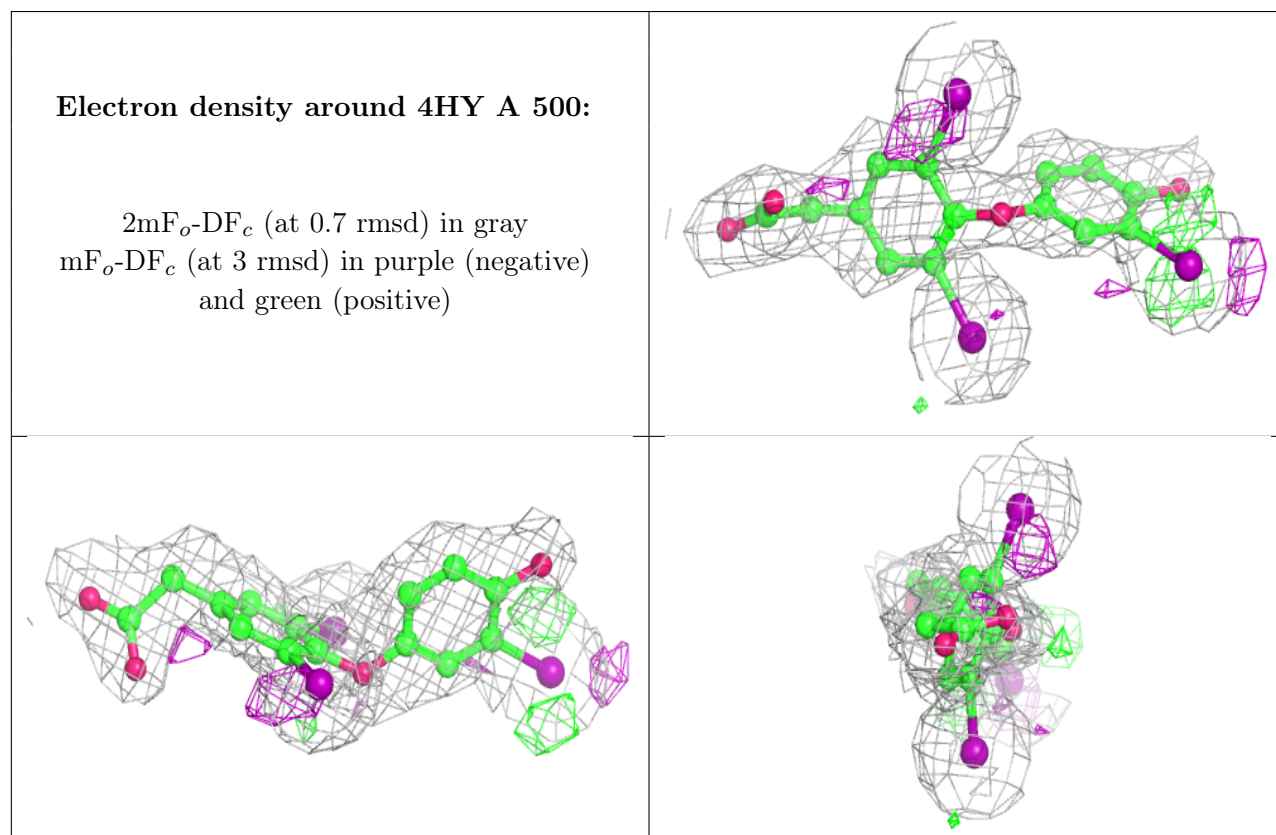 Electron density around 4HY A 500:
2mFo-DFc (at 0.7 rmsd) in gray
mFo-DFc (at 3 rmsd) in purple (negative)
and green (positive)